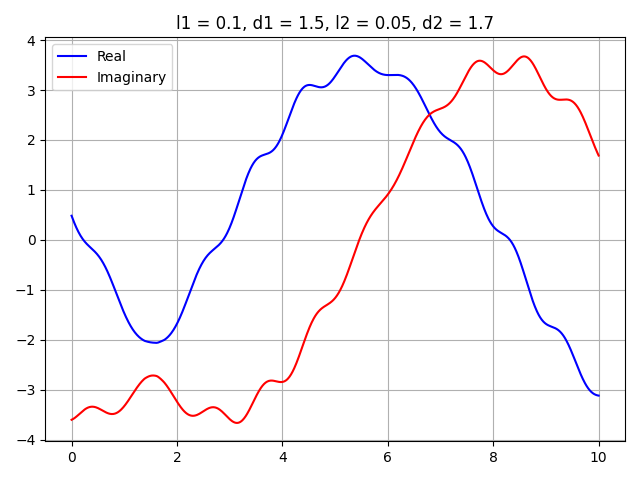 l1 = 0.1, d1 = 1.5, l2 = 0.05, d2 = 1.7
Real
Imaginary
4
3
2
1
0
−1
−2
−3
−4
0 2 4 6 8 10